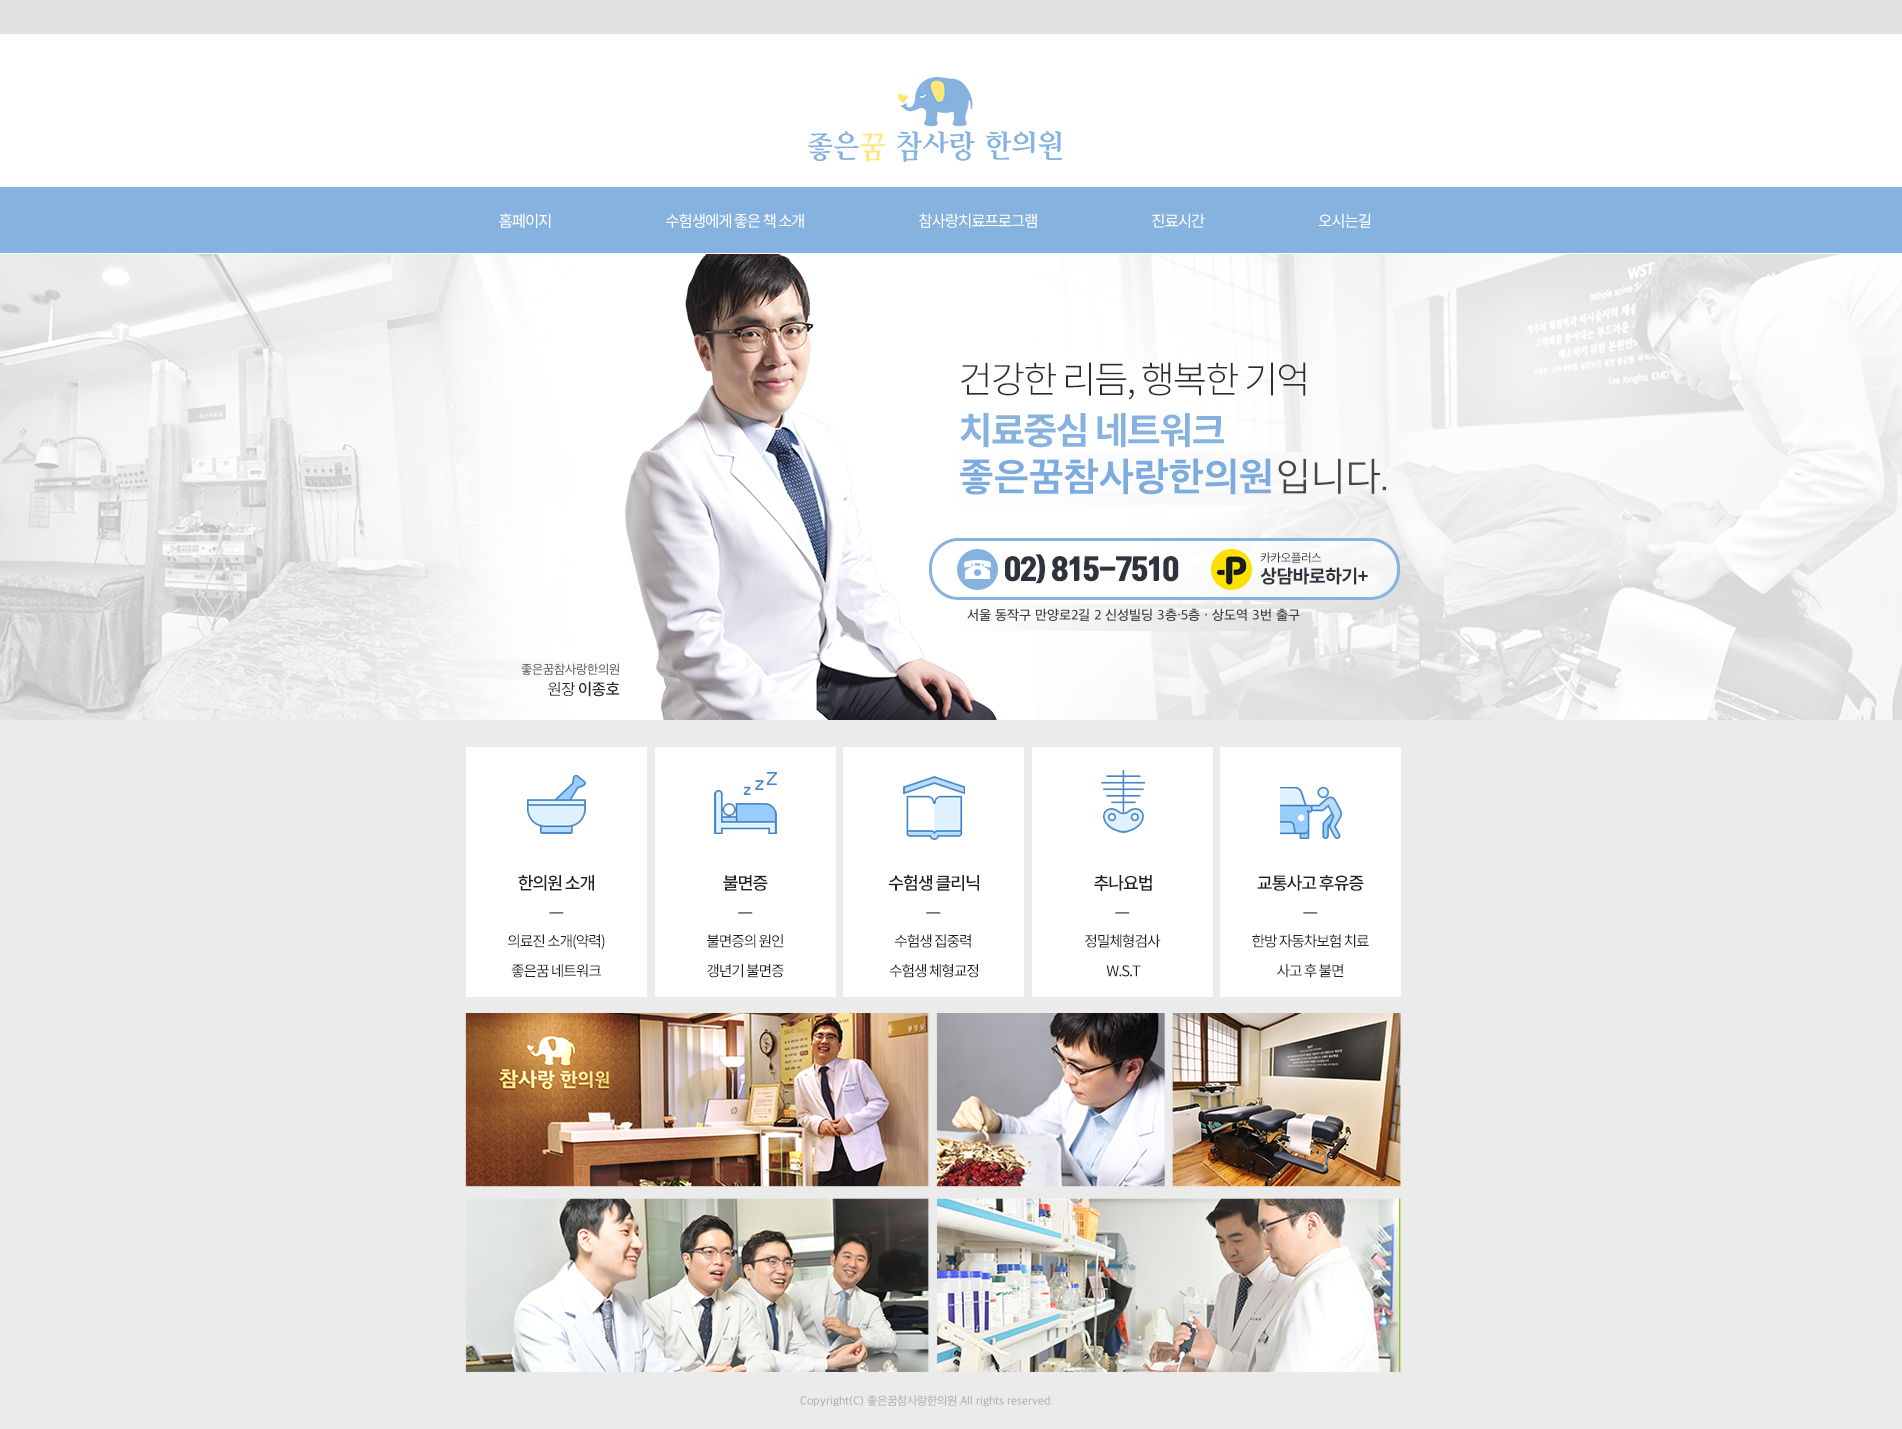 좋은꿈 참사랑 한의원
홈페이지
수험생에게 좋은 책 소개
참사랑치료프로그램
진료시간
오시는길
WST
건강한 리듬, 행복한 기억
치료중심 네트워크
좋은꿈참사랑한의원입니다.
02) 815-7510
카카오플러스
상담바로하기+
서울 동작구 만양로2길 2 신성빌딩 3층·5층 · 상도역 3번 출구
좋은꿈참사랑한의원
원장 이종호
한의원 소개
의료진 소개(약력)
좋은꿈 네트워크
불면증
불면증의 원인
갱년기 불면증
수험생 클리닉
수험생 집중력
수험생 체형교정
추나요법
정밀체형검사
W.S.T
교통사고 후유증
한방 자동차보험 치료
사고 후 불면
참사랑 한의원
Copyright(C) 좋은꿈참사랑한의원 All rights reserved.